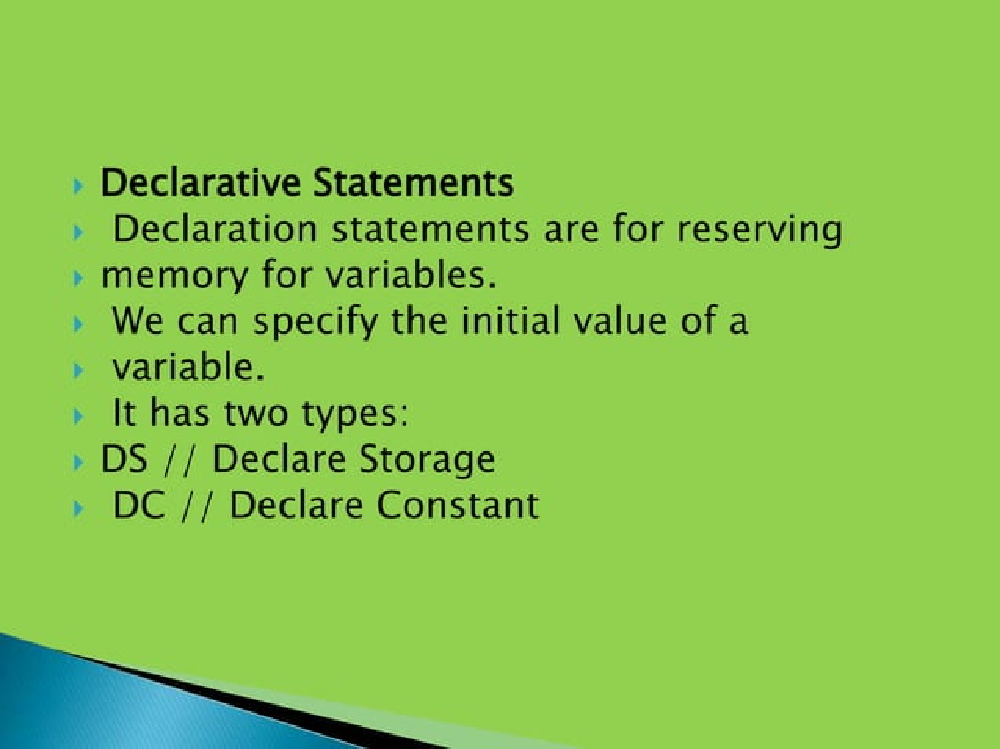 Declarative Statements
Declaration statements are for reserving
memory for variables.
We can specify the initial value of a
variable.
It has two types:
DS // Declare Storage
DC // Declare Constant